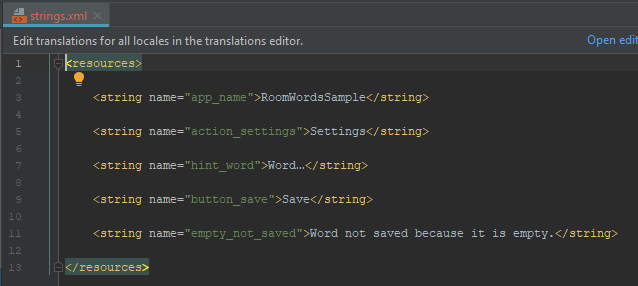 strings.xml
Edit translations for all locales in the translations editor.
Open edit
1 <resources>
2
3 <string name="app_name">RoomWordsSample</string>
4
5 <string name="action_settings">Settings</string>
6
7 <string name="hint_word">Word…</string>
8
9 <string name="button_save">Save</string>
10
11 <string name="empty_not_saved">Word not saved because it is empty.</string>
12
13 </resources>